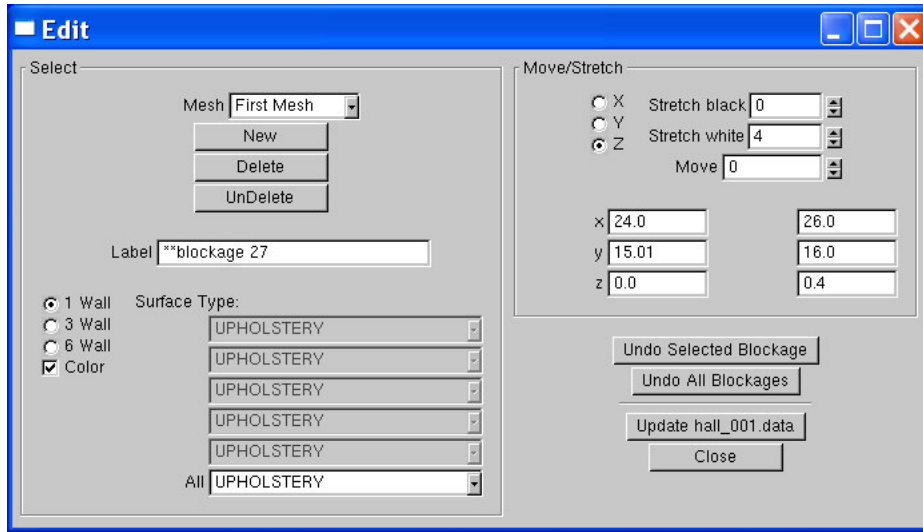 Edit
Select
Mesh First Mesh
New
Delete
UnDelete
Label **blockage 27
1 Wall
3 Wall
6 Wall
Color
Surface Type:
UPHOLSTERY
UPHOLSTERY
UPHOLSTERY
UPHOLSTERY
UPHOLSTERY
All UPHOLSTERY
Move/Stretch
X
Y
Z
Stretch black 0
Stretch white 4
Move 0
x 24.0 26.0
y 15.01 16.0
z 0.0 0.4
Undo Selected Blockage
Undo All Blockages
Update hall_001.data
Close